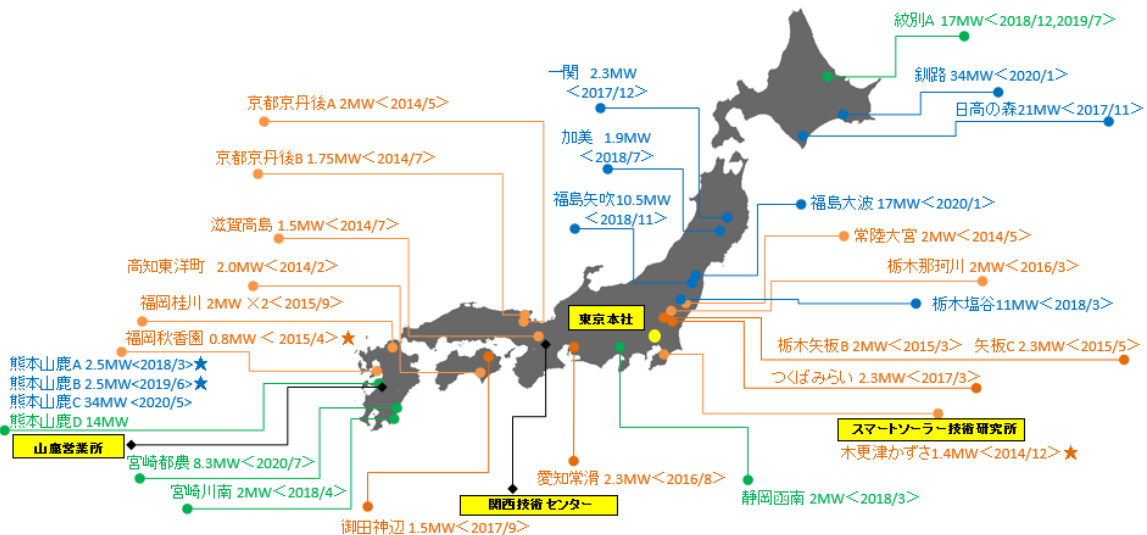 紋別A 17MW<2018/12,2019/7>
一関 2.3MW
<2017/12>
釧路 34MW<2020/1>
京都京丹後A 2MW<2014/5>
日高の森21MW<2017/11>
加美 1.9MW
<2018/7>
京都京丹後B 1.75MW<2014/7>
福島矢吹10.5MW
<2018/11>
福島大波 17MW<2020/1>
滋賀高島 1.5MW<2014/7>
常陸大宮 2MW<2014/5>
高知東洋町 2.0MW<2014/2>
栃木那珂川 2MW<2016/3>
福岡桂川 2MW ×2<2015/9>
栃木塩谷11MW<2018/3>
東京本社
福岡秋香園 0.8MW <2015/4>★
栃木矢板B 2MW<2015/3> 矢板C 2.3MW<2015/5>
熊本山鹿A 2.5MW<2018/3>★
熊本山鹿B 2.5MW<2019/6>★
つくばみらい 2.3MW<2017/3>
熊本山鹿C 34MW <2020/5>
熊本山鹿D 14MW
スマートソーラー技術研究所
山鹿営業所
木更津かずさ1.4MW<2014/12>★
宮崎都農 8.3MW<2020/7>
愛知常滑 2.3MW<2016/8>
宮崎川南 2MW<2018/4>
関西技術センター
静岡函南 2MW<2018/3>
御田神辺 1.5MW<2017/9>